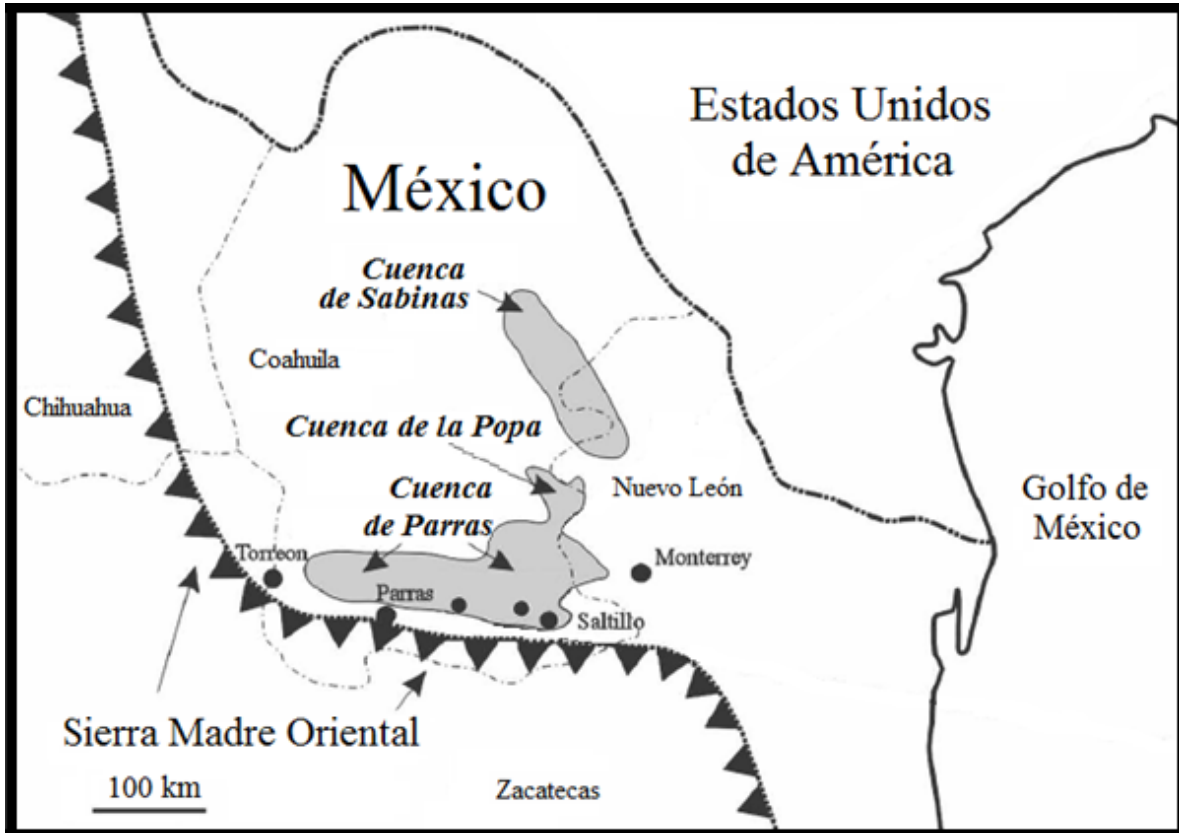 Estados Unidos
de América
México
Cuenca
de Sabinas
Coahuila
Chihuahua
Cuenca de la Popa
Cuenca
de Parras
Nuevo León
Golfo de
México
Torreon
Monterrey
Parras
Saltillo
Sierra Madre Oriental
100 km
Zacatecas